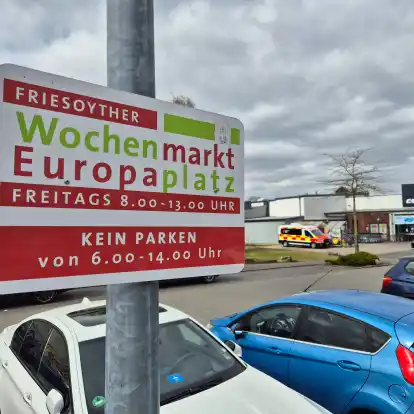 FRIESOYTHER
Wochenmarkt
Europaplatz
FREITAGS 8.00-13.00 UHR
KEIN PARKEN
von 6.00-14.00 Uhr